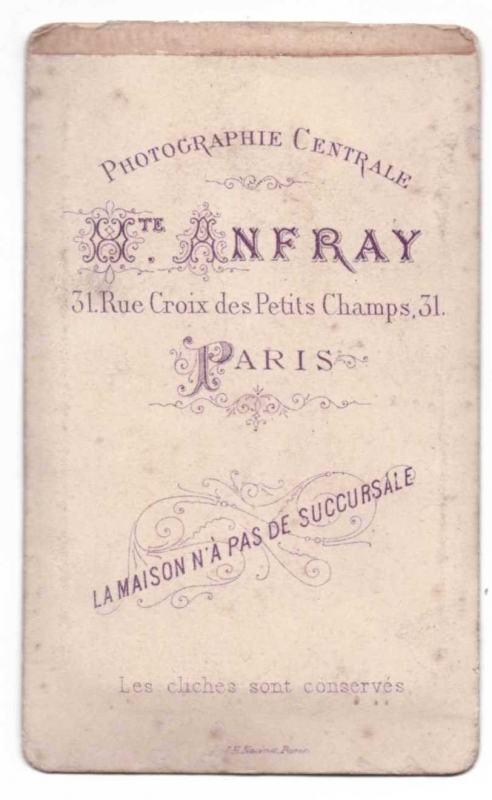 PHOTOGRAPHIE CENTRALE
HTE. ANFRAY
31. Rue Croix des Petits Champs, 31.
PARIS
LA MAISON N'À PAS DE SUCCURSALE
Les cliches sont conservés